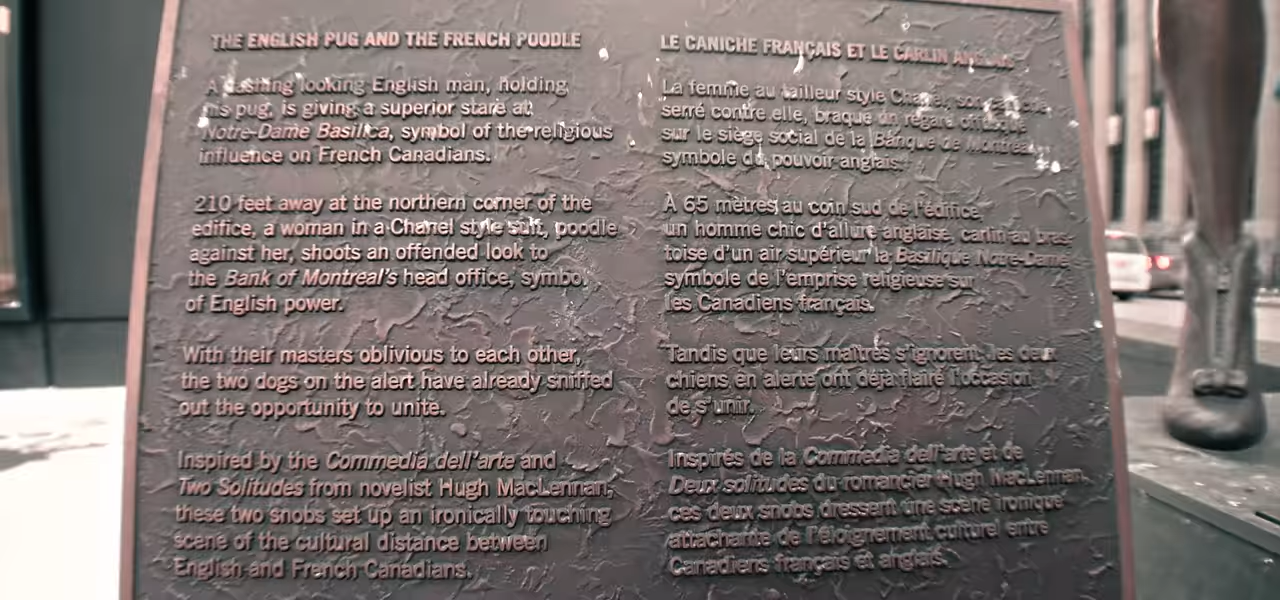 THE ENGLISH PUG AND THE FRENCH POODLE
A dashing looking English man, holding
his pug, is giving a superior stare at
Notre-Dame Basilica, symbol of the religious
influence on French Canadians.
210 feet away at the northern corner of the
edifice, a woman in a Chanel style suit, poodle
against her, shoots an offended look to
the Bank of Montreal's head office, symbol
of English power.
With their masters oblivious to each other,
the two dogs on the alert have already sniffed
out the opportunity to unite.
Inspired by the Commedia dell'arte and
Two Solitudes from novelist Hugh MacLennan,
these two snobs set up an ironically touching
scene of the cultural distance between
English and French Canadians.
LE CANICHE FRANÇAIS ET LE CARLIN ANGLAIS
La femme au tailleur style Chanel, son caniche
serré contre elle, braque un regard offusqué
sur le siège social de la Banque de Montréal,
symbole du pouvoir anglais.
À 65 mètres au coin sud de l'édifice,
un homme chic d'allure anglaise, carlin au bras,
toise d'un air supérieur la Basilique Notre-Dame,
symbole de l'emprise religieuse sur
les Canadiens français.
Tandis que leurs maîtres s'ignorent, les deux
chiens en alerte ont déjà flairé l'occasion
de s'unir.
Inspirés de la Commedia dell'arte et de
Deux solitudes du romancier Hugh MacLennan,
ces deux snobs dressent une scène ironique
attachante de l'éloignement culturel entre
Canadiens français et anglais.